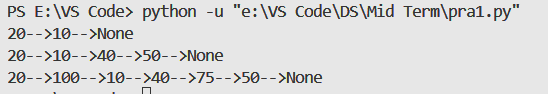 PS E:\VS Code> python -u "e:\VS Code\DS\Mid Term\pra1.py"
20-->10-->None
20-->10-->40-->50-->None
20-->100-->10-->40-->75-->50-->None